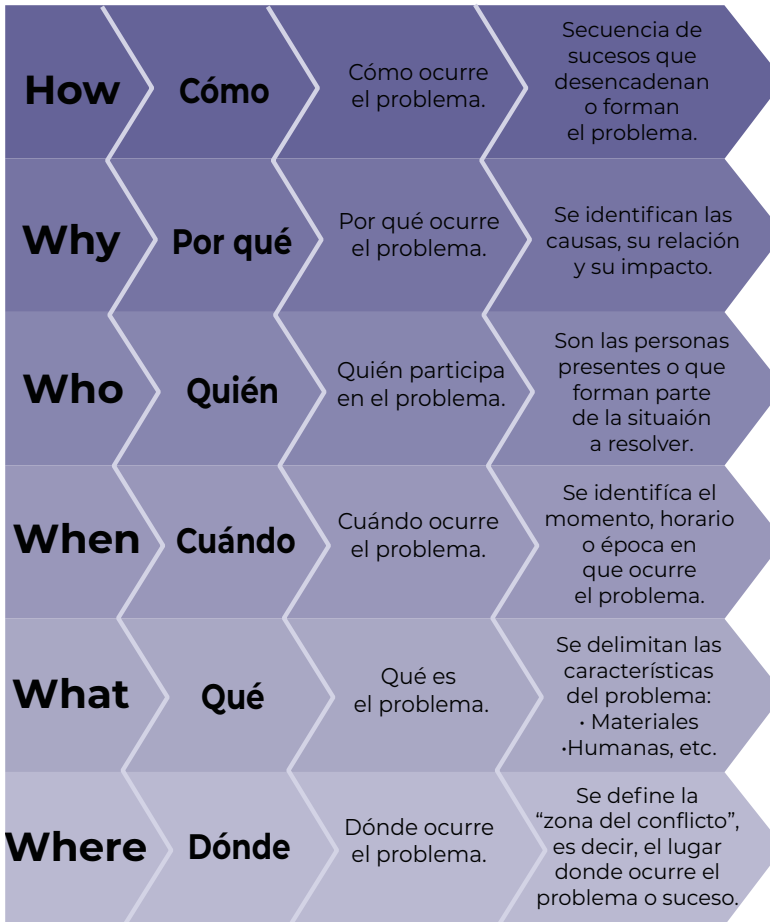 How
Cómo
Cómo ocurre
el problema.
Secuencia de
sucesos que
desencadenan
o forman
el problema.
Why
Por qué
Por qué ocurre
el problema.
Se identifican las
causas, su relación
y su impacto.
Who
Quién
Quién participa
en el problema.
Son las personas
presentes o que
forman parte
de la situaión
a resolver.
When
Cuándo
Cuándo ocurre
el problema.
Se identifíca el
momento, horario
o época en
que ocurre
el problema.
What
Qué
Qué es
el problema.
Se delimitan las
características
del problema:
· Materiales
·Humanas, etc.
Where
Dónde
Dónde ocurre
el problema.
Se define la
“zona del conflicto”,
es decir, el lugar
donde ocurre el
problema o suceso.